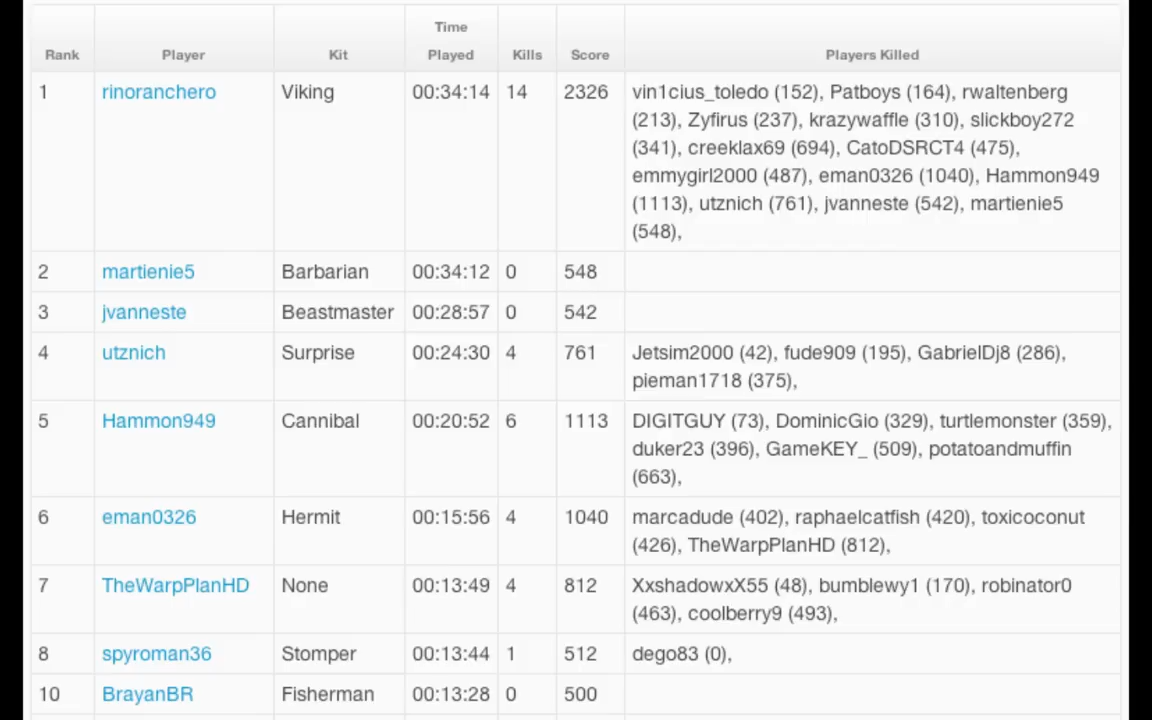 Rank Player Kit Time Played Kills Score Players Killed
1 rinoranchero Viking 00:34:14 14 2326 vin1cius_toledo (152), Patboys (164), rwaltenberg
(213), Zyfirus (237), krazywaffle (310), slickboy272
(341), creeklax69 (694), CatoDSRCT4 (475),
emmygirl2000 (487), eman0326 (1040), Hammon949
(1113), utznich (761), jvanneste (542), martienie5
(548),
2 martienie5 Barbarian 00:34:12 0 548
3 jvanneste Beastmaster 00:28:57 0 542
4 utznich Surprise 00:24:30 4 761 Jetsim2000 (42), fude909 (195), GabrielDj8 (286),
pieman1718 (375),
5 Hammon949 Cannibal 00:20:52 6 1113 DIGITGUY (73), DominicGio (329), turtlemonster (359),
duker23 (396), GameKEY_ (509), potatoandmuffin
(663),
6 eman0326 Hermit 00:15:56 4 1040 marcadude (402), raphaelcatfish (420), toxicoconut
(426), TheWarpPlanHD (812),
7 TheWarpPlanHD None 00:13:49 4 812 XxshadowxX55 (48), bumblewy1 (170), robinator0
(463), coolberry9 (493),
8 spyroman36 Stomper 00:13:44 1 512 dego83 (0),
10 BrayanBR Fisherman 00:13:28 0 500